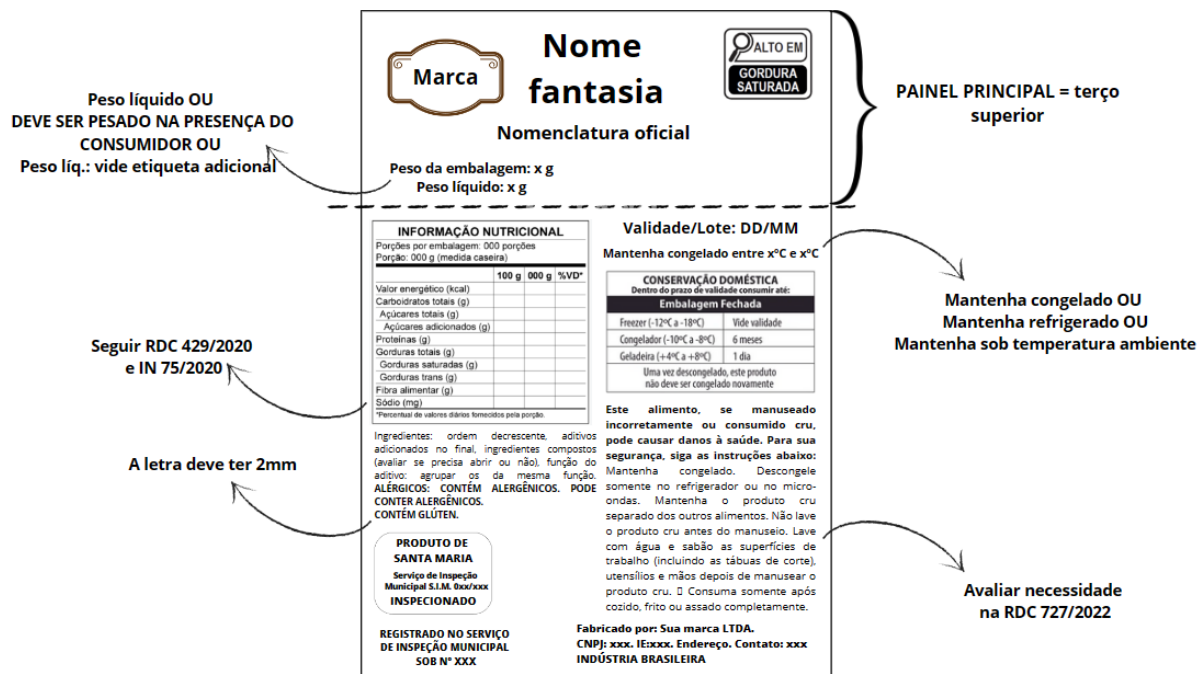 Marca
Nome
fantasia
ALTO EM
GORDURA
SATURADA
Nomenclatura oficial
Peso da embalagem: x g
Peso líquido: x g
PAINEL PRINCIPAL = terço
superior
Peso líquido OU
DEVE SER PESADO NA PRESENÇA DO
CONSUMIDOR OU
Peso líq.: vide etiqueta adicional
INFORMAÇÃO NUTRICIONAL
Porções por embalagem: 000 porções
Porção: 000 g (medida caseira)
100 g 000 g %VD*
Valor energético (kcal)
Carboidratos totais (g)
Açúcares totais (g)
Açúcares adicionados (g)
Proteínas (g)
Gorduras totais (g)
Gorduras saturadas (g)
Gorduras trans (g)
Fibra alimentar (g)
Sódio (mg)
*Percentual de valores diários fornecidos pela porção.
Seguir RDC 429/2020
e IN 75/2020
Ingredientes: ordem decrescente, aditivos
adicionados no final, ingredientes compostos
(avaliar se precisa abrir ou não), função do
aditivo: agrupar os da mesma função.
ALÉRGICOS: CONTÉM ALERGÊNICOS. PODE
CONTER ALERGÊNICOS.
CONTÉM GLÚTEN.
A letra deve ter 2mm
PRODUTO DE
SANTA MARIA
Serviço de Inspeção
Municipal S.I.M. 0xx/xxx
INSPECIONADO
REGISTRADO NO SERVIÇO
DE INSPEÇÃO MUNICIPAL
SOB Nº XXX
Validade/Lote: DD/MM
Mantenha congelado entre xºC e xºC
CONSERVAÇÃO DOMÉSTICA
Dentro do prazo de validade consumir até:
Embalagem Fechada
Freezer (-12ºC a -18ºC) Vide validade
Congelador (-10ºC a -8ºC) 6 meses
Geladeira (+4ºC a +8ºC) 1 dia
Uma vez descongelado, este produto
não deve ser congelado novamente
Mantenha congelado OU
Mantenha refrigerado OU
Mantenha sob temperatura ambiente
Este alimento, se manuseado
incorretamente ou consumido cru,
pode causar danos à saúde. Para sua
segurança, siga as instruções abaixo:
Mantenha congelado. Descongele
somente no refrigerador ou no micro-
ondas. Mantenha o produto cru
separado dos outros alimentos. Não lave
o produto cru antes do manuseio. Lave
com água e sabão as superfícies de
trabalho (incluindo as tábuas de corte),
utensílios e mãos depois de manusear o
produto cru. ▯ Consuma somente após
cozido, frito ou assado completamente.
Avaliar necessidade
na RDC 727/2022
Fabricado por: Sua marca LTDA.
CNPJ: xxx. IE:xxx. Endereço. Contato: xxx
INDÚSTRIA BRASILEIRA